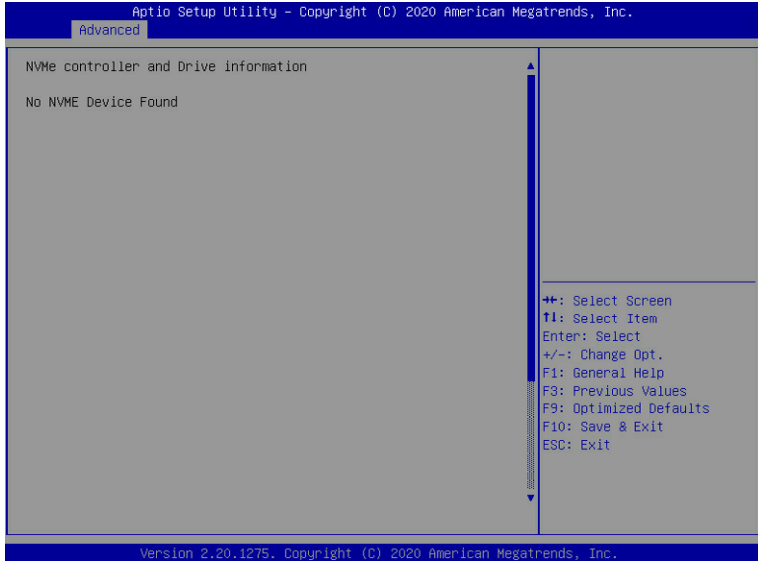 Aptio Setup Utility – Copyright (C) 2020 American Megatrends, Inc.
Advanced
NVMe controller and Drive information
No NVME Device Found
→←: Select Screen
↑↓: Select Item
Enter: Select
+/-: Change Opt.
F1: General Help
F3: Previous Values
F9: Optimized Defaults
F10: Save & Exit
ESC: Exit
Version 2.20.1275. Copyright (C) 2020 American Megatrends, Inc.